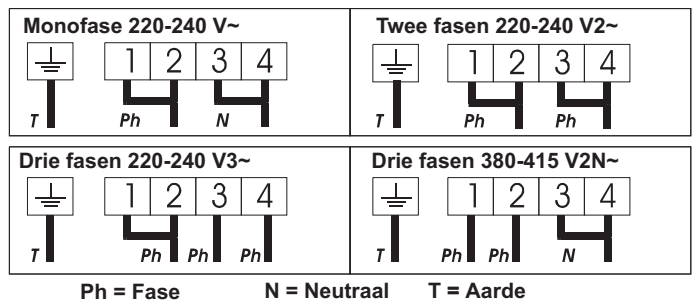 Monofase 220-240 V~
1 2 3 4
T Ph N
Twee fasen 220-240 V2~
1 2 3 4
T Ph Ph
Drie fasen 220-240 V3~
1 2 3 4
T Ph Ph Ph
Drie fasen 380-415 V2N~
1 2 3 4
T Ph Ph N
Ph = Fase N = Neutraal T = Aarde